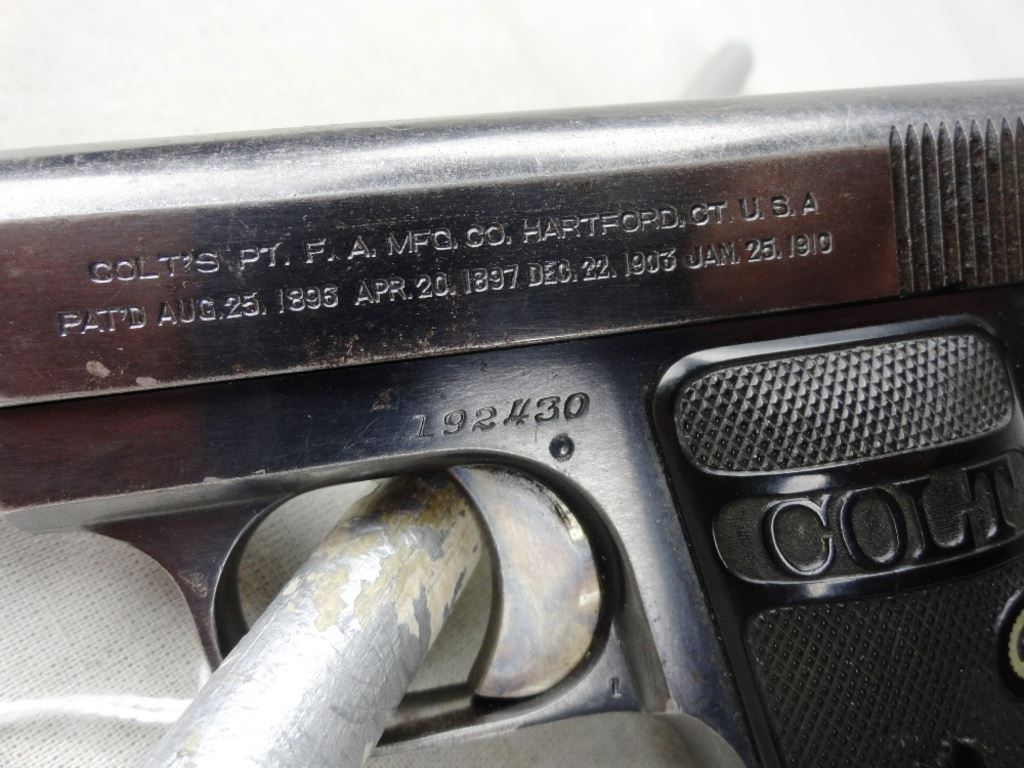 COLT'S PT. F. A. MFG. CO. HARTFORD. CT. U. S. A
PAT'D AUG. 25. 1896 APR. 20. 1897 DEC. 22. 1903 JAN. 25. 1910
192430
COLT
1